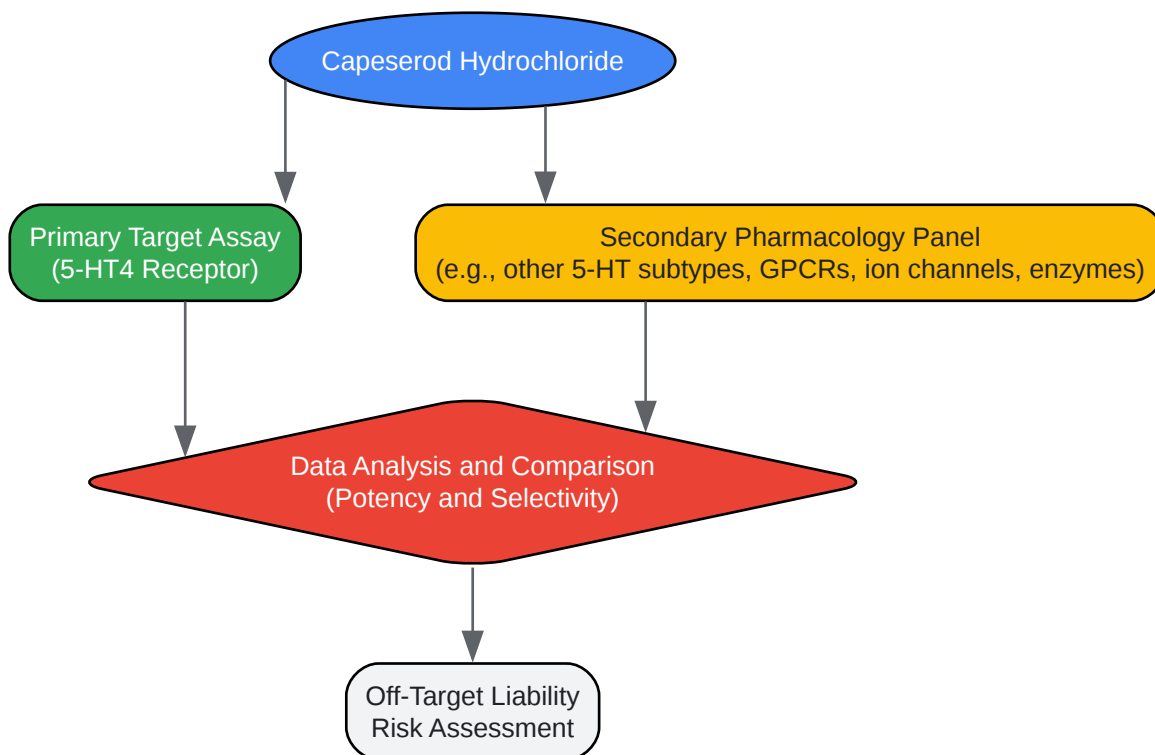 Capeserod Hydrochloride
Primary Target Assay
(5-HT4 Receptor)
Secondary Pharmacology Panel
(e.g., other 5-HT subtypes, GPCRs, ion channels, enzymes)
Data Analysis and Comparison
(Potency and Selectivity)
Off-Target Liability
Risk Assessment